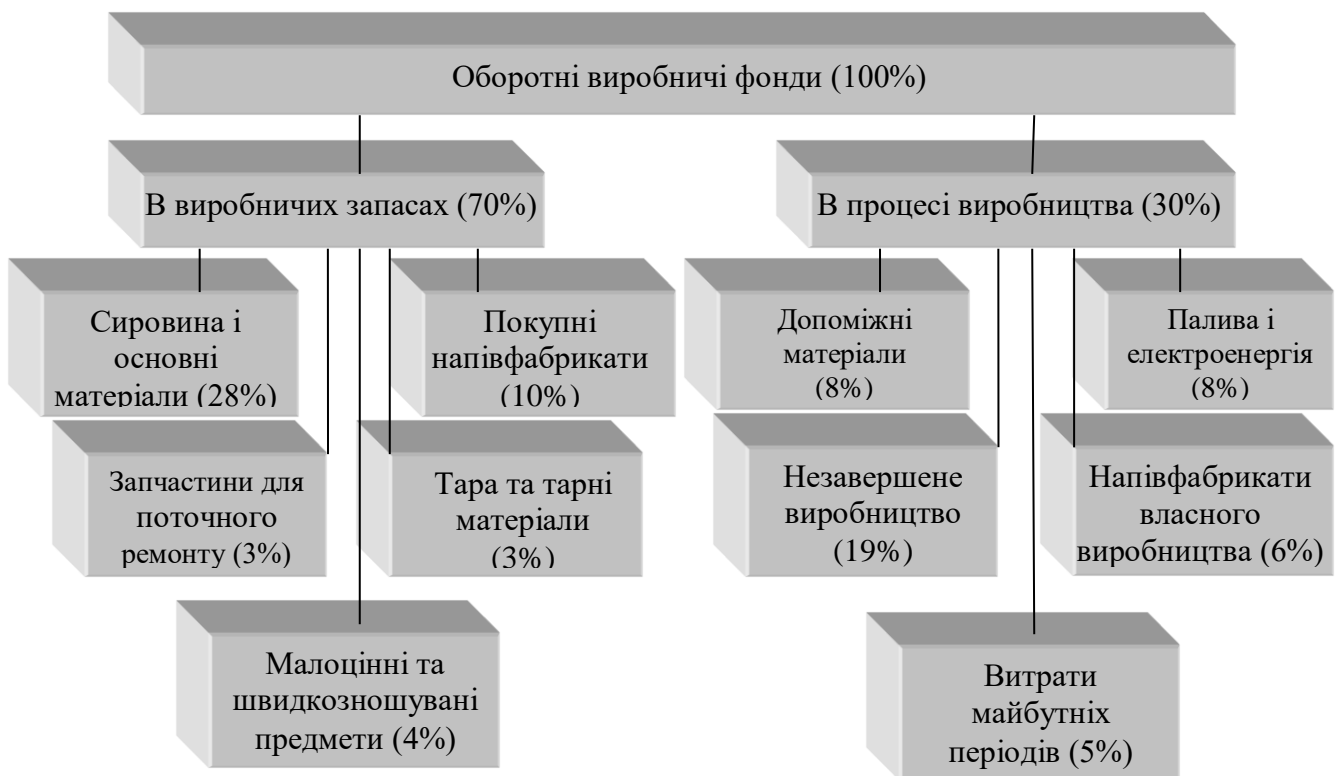 Оборотні виробничі фонди (100%)
В виробничих запасах (70%)
В процесі виробництва (30%)
Сировина і
основні
матеріали (28%)
Покупні
напівфабрикати
(10%)
Допоміжні
матеріали
(8%)
Палива і
електроенергія
(8%)
Запчастини для
поточного
ремонту (3%)
Тара та тарні
матеріали
(3%)
Незавершене
виробництво
(19%)
Напівфабрикати
власного
виробництва (6%)
Малоцінні та
швидкозношувані
предмети (4%)
Витрати
майбутніх
періодів (5%)